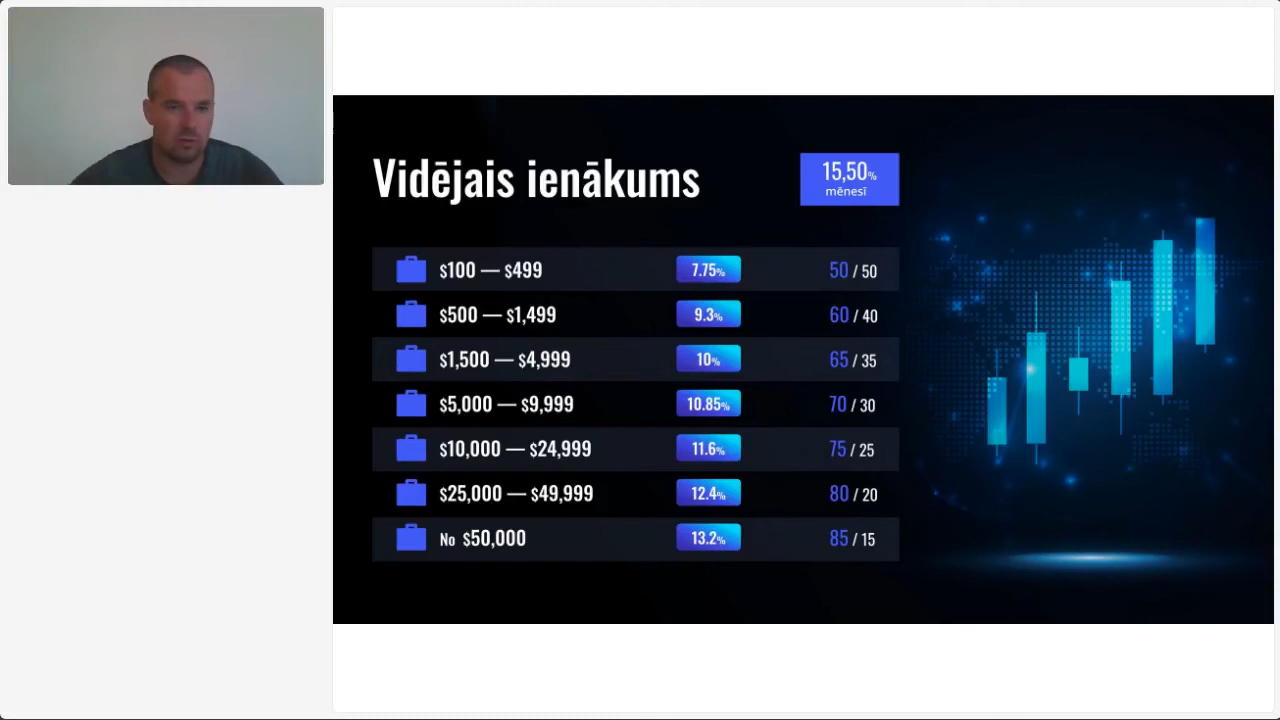 Vidējais ienākums
15,50%
mēnesī
$100 — $499 7.75% 50 / 50
$500 — $1,499 9.3% 60 / 40
$1,500 — $4,999 10% 65 / 35
$5,000 — $9,999 10.85% 70 / 30
$10,000 — $24,999 11.6% 75 / 25
$25,000 — $49,999 12.4% 80 / 20
No $50,000 13.2% 85 / 15